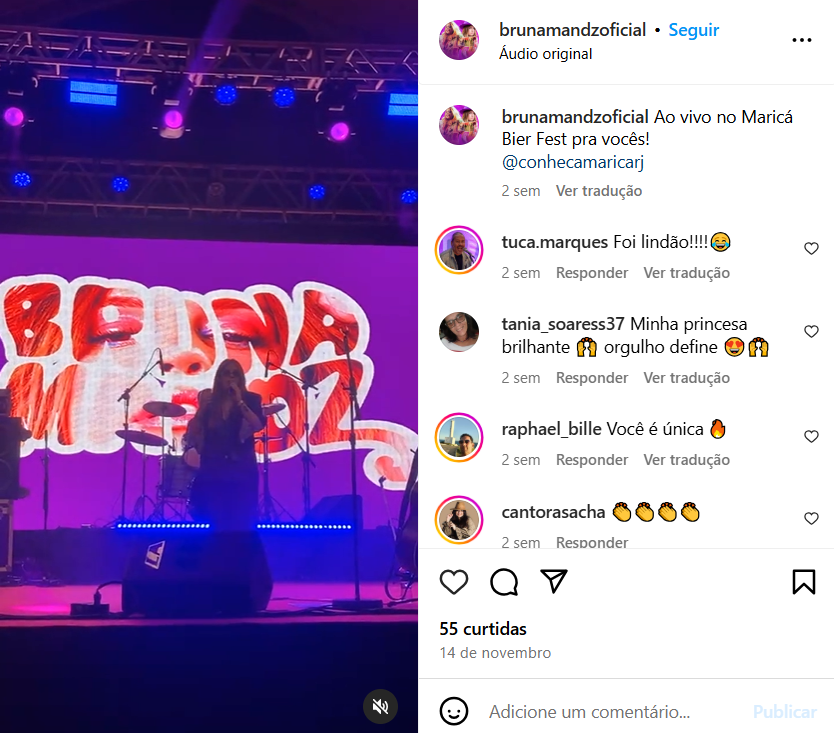 BRUNA
MANDZ
brunamandzoficial • Seguir
Áudio original
brunamandzoficial Ao vivo no Maricá
Bier Fest pra vocês!
@conhecamaricarj
2 sem Ver tradução
tuca.marques Foi lindão!!!!😂
2 sem Responder Ver tradução
tania_soaress37 Minha princesa
brilhante 🙌 orgulho define 😍🙌
2 sem Responder Ver tradução
raphael_bille Você é única 🔥
2 sem Responder Ver tradução
cantorasacha 👏👏👏👏
2 sem Responder
55 curtidas
14 de novembro
Adicione um comentário... Publicar